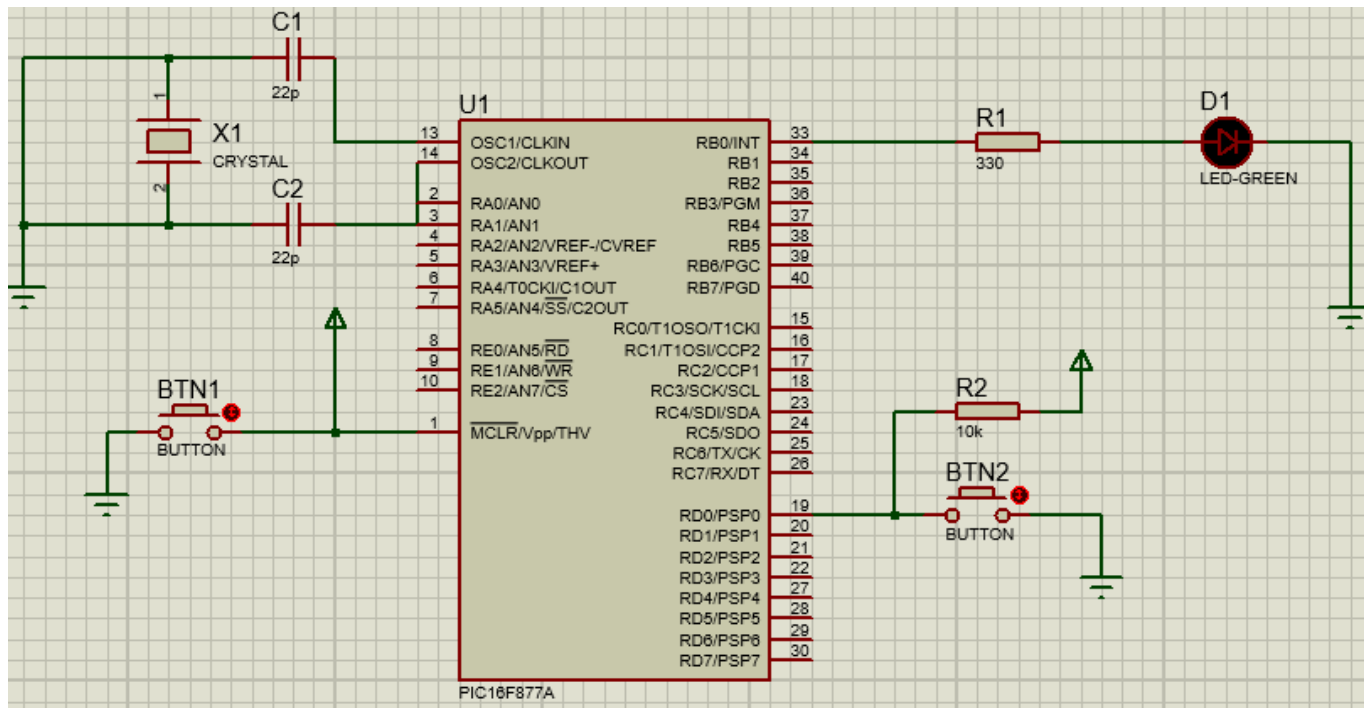 C1
22p
1
X1
CRYSTAL
2
C2
22p
U1
13 OSC1/CLKIN
14 OSC2/CLKOUT
2 RA0/AN0
3 RA1/AN1
4 RA2/AN2/VREF-/CVREF
5 RA3/AN3/VREF+
6 RA4/T0CKI/C1OUT
7 RA5/AN4/SS/C2OUT
8 RE0/AN5/RD
9 RE1/AN6/WR
10 RE2/AN7/CS
1 MCLR/Vpp/THV
RB0/INT 33
RB1 34
RB2 35
RB3/PGM 36
RB4 37
RB5 38
RB6/PGC 39
RB7/PGD 40
RC0/T1OSO/T1CKI 15
RC1/T1OSI/CCP2 16
RC2/CCP1 17
RC3/SCK/SCL 18
RC4/SDI/SDA 23
RC5/SDO 24
RC6/TX/CK 25
RC7/RX/DT 26
RD0/PSP0 19
RD1/PSP1 20
RD2/PSP2 21
RD3/PSP3 22
RD4/PSP4 27
RD5/PSP5 28
RD6/PSP6 29
RD7/PSP7 30
PIC16F877A
BTN1
BUTTON
R1
330
D1
LED-GREEN
R2
10k
BTN2
BUTTON